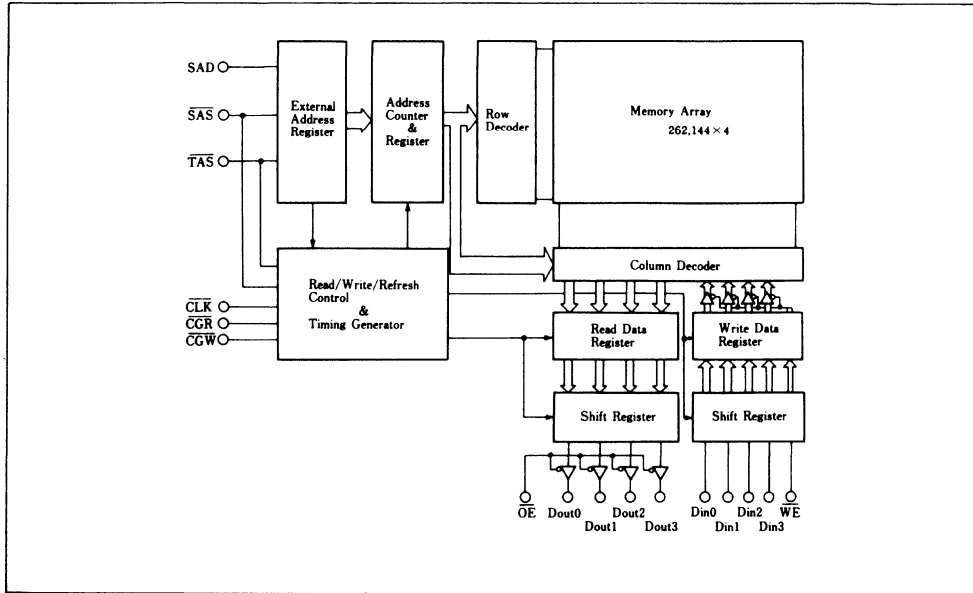 SAD
SAS
TAS
External
Address
Register
Address
Counter
&
Register
Row
Decoder
Memory Array
262,144 × 4
Column Decoder
Read/Write/Refresh
Control
&
Timing Generator
CLK
CGR
CGW
Read Data
Register
Write Data
Register
Shift Register
Shift Register
OE
Dout0
Dout1
Dout2
Dout3
Din0
Din1
Din2
Din3
WE